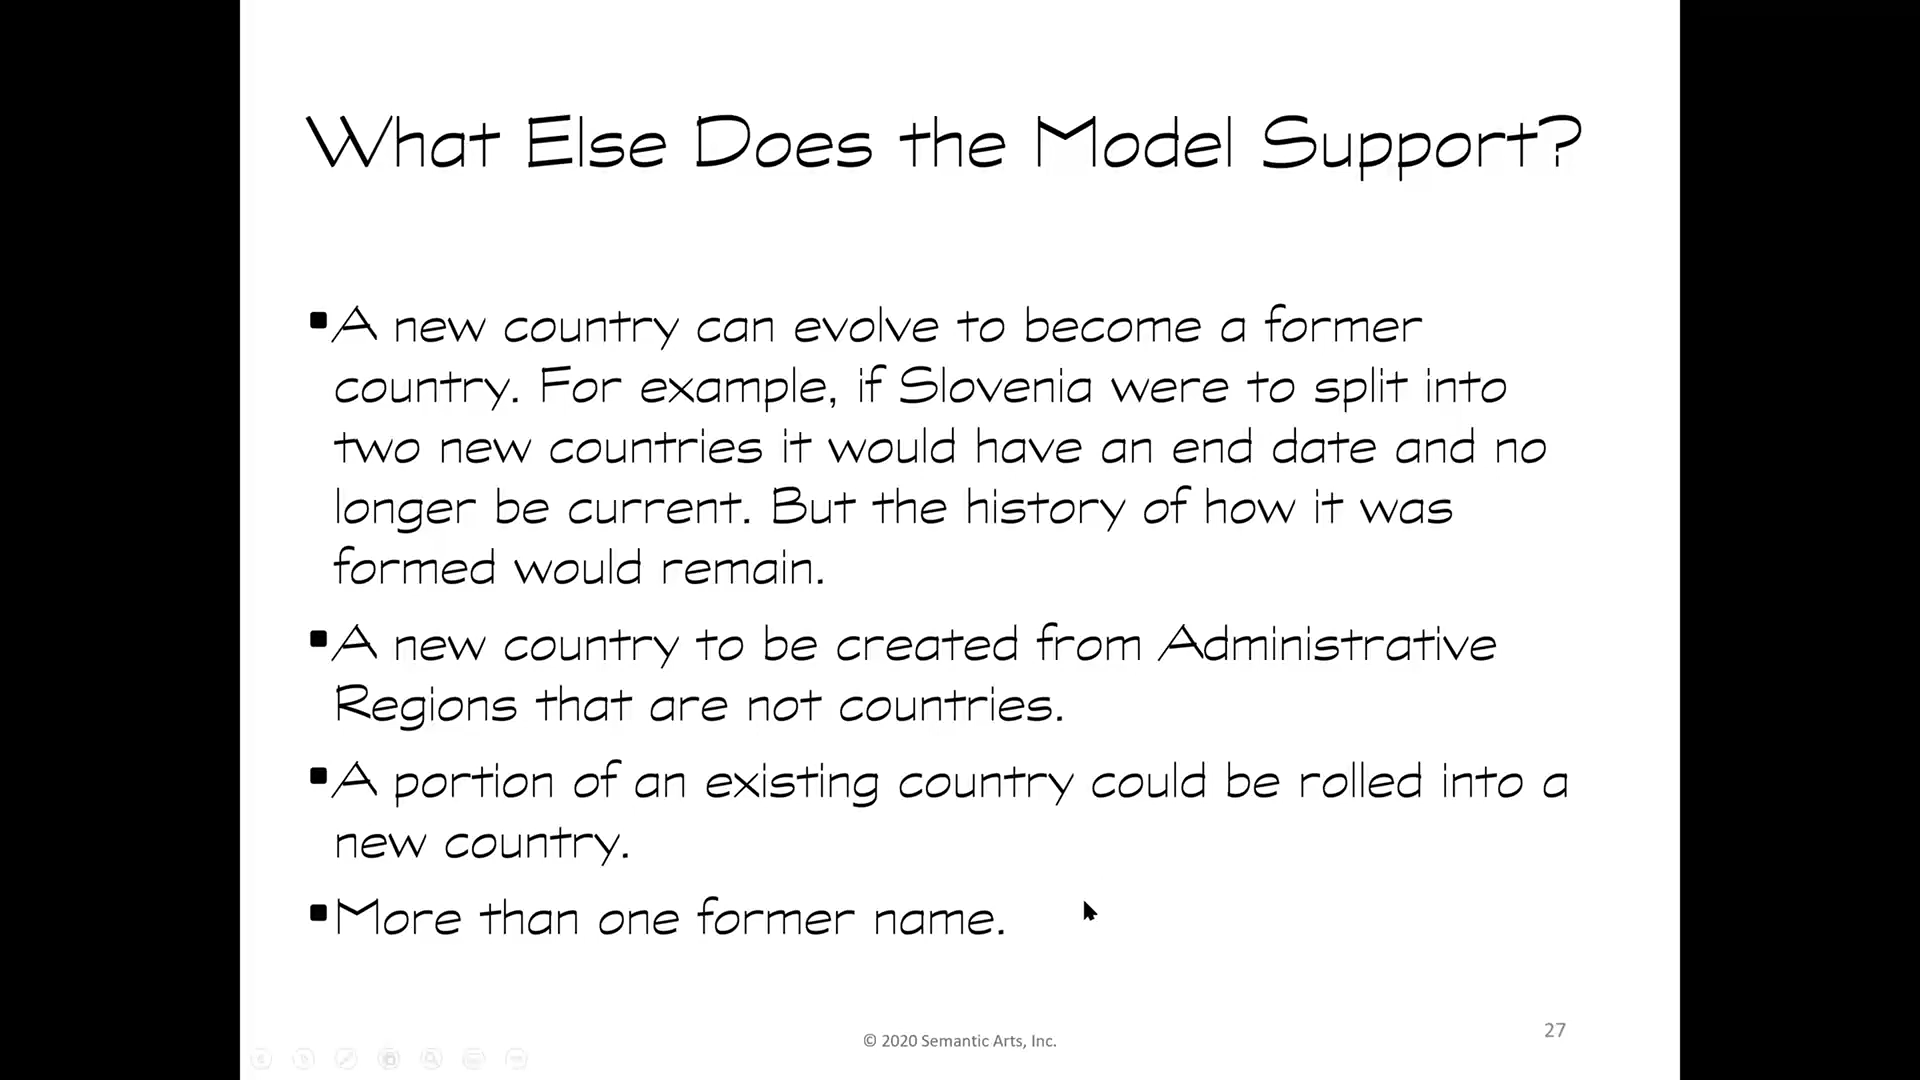 What Else Does the Model Support?
▪A new country can evolve to become a former
country. For example, if Slovenia were to split into
two new countries it would have an end date and no
longer be current. But the history of how it was
formed would remain.
▪A new country to be created from Administrative
Regions that are not countries.
▪A portion of an existing country could be rolled into a
new country.
▪More than one former name.
© 2020 Semantic Arts, Inc.
27